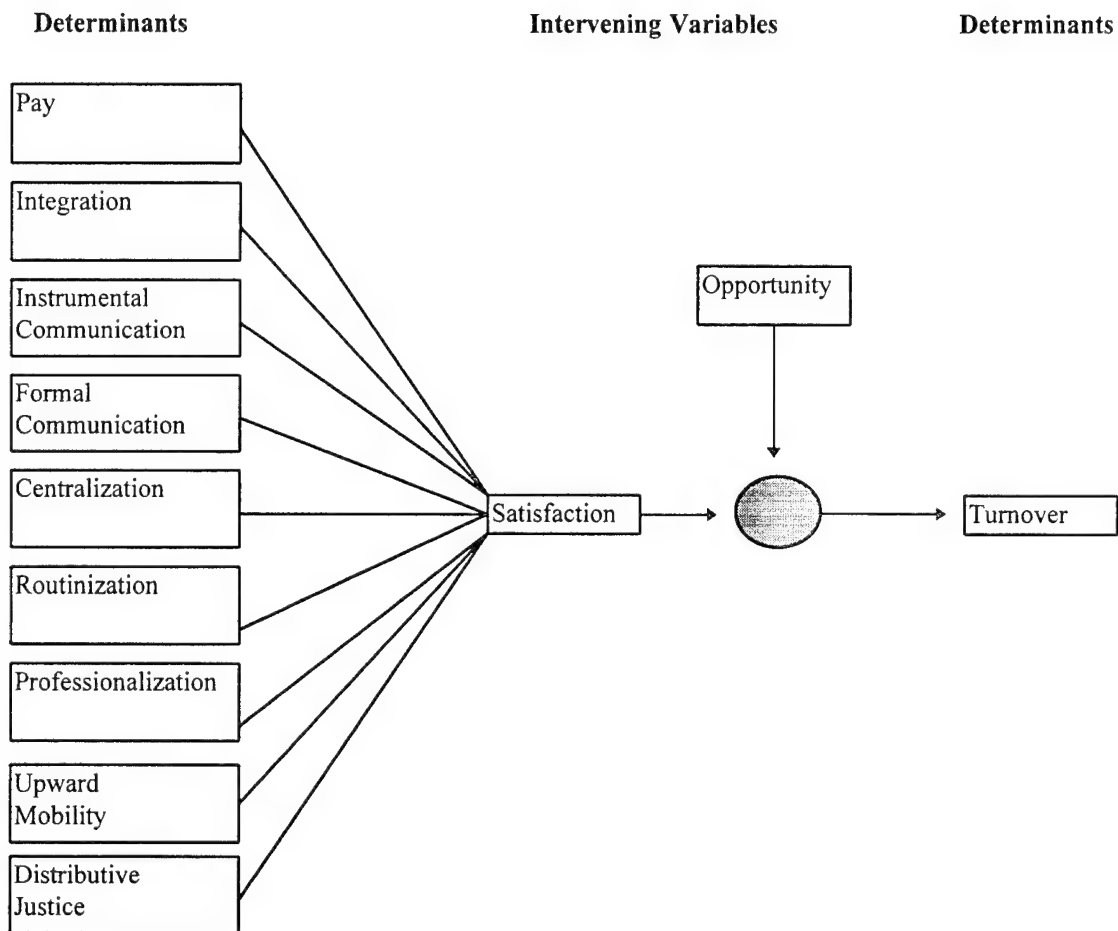 Determinants
Intervening Variables
Determinants
Pay
Integration
Instrumental
Communication
Opportunity
Formal
Communication
Centralization
Satisfaction
Turnover
Routinization
Professionalization
Upward
Mobility
Distributive
Justice